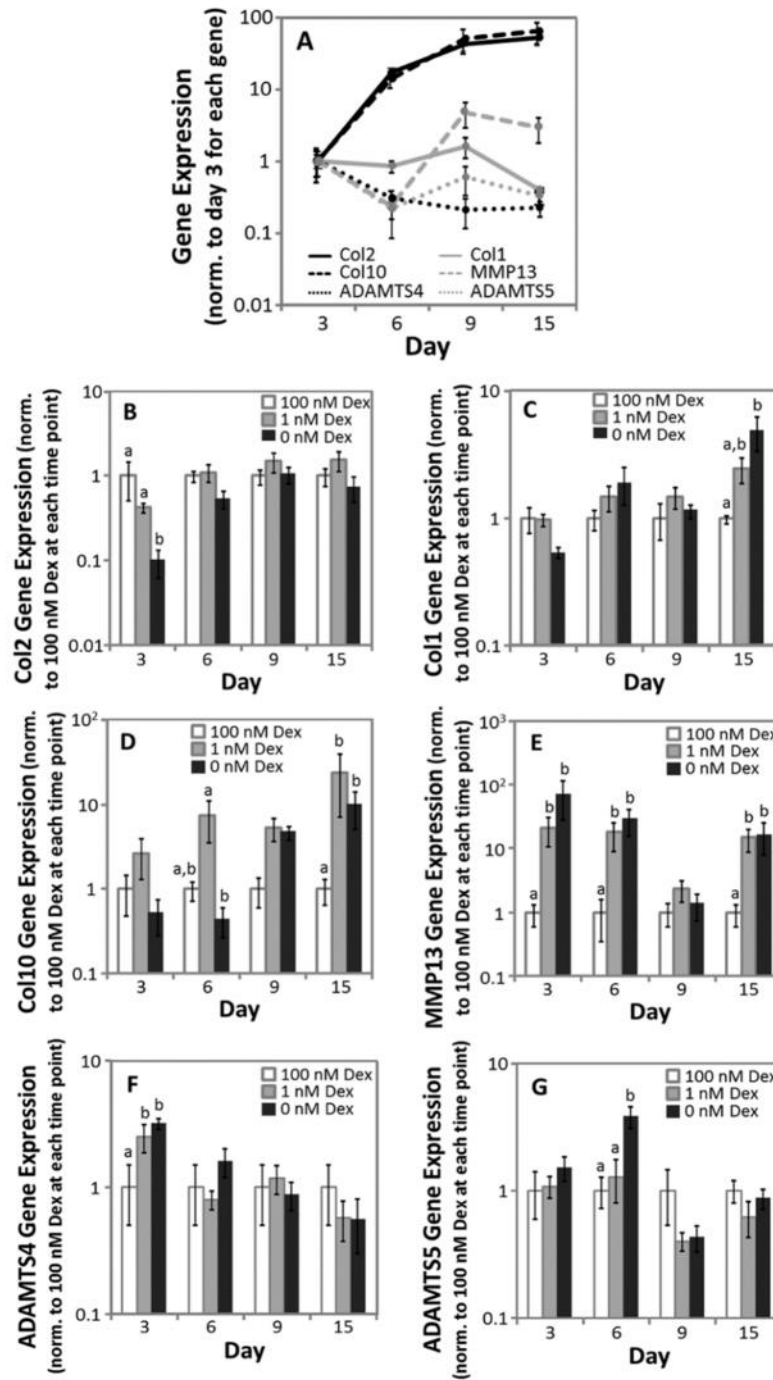 A
Gene Expression
(norm. to day 3 for each gene)
100
10
1
0.1
0.01
Col2 Col1
Col10 MMP13
ADAMTS4 ADAMTS5
3 6 9 15
Day
B
Col2 Gene Expression (norm.
to 100 nM Dex at each time point)
10
1
0.1
0.01
100 nM Dex
1 nM Dex
0 nM Dex
a
a
b
3 6 9 15
Day
C
Col1 Gene Expression (norm.
to 100 nM Dex at each time point)
10
1
0.1
100 nM Dex
1 nM Dex
0 nM Dex
a
a,b
b
3 6 9 15
Day
D
Col10 Gene Expression (norm.
to 100 nM Dex at each time point)
10²
10
1
0.1
100 nM Dex
1 nM Dex
0 nM Dex
a,b
a
b
a
b
b
3 6 9 15
Day
E
MMP13 Gene Expression (norm.
to 100 nM Dex at each time point)
10³
10²
10
1
0.1
100 nM Dex
1 nM Dex
0 nM Dex
a
b
b
a
b
b
a
b
b
3 6 9 15
Day
F
ADAMTS4 Gene Expression
(norm. to 100 nM Dex at each time point)
10
1
0.1
100 nM Dex
1 nM Dex
0 nM Dex
a
b
b
3 6 9 15
Day
G
ADAMTS5 Gene Expression
(norm. to 100 nM Dex at each time point)
10
1
0.1
100 nM Dex
1 nM Dex
0 nM Dex
a
a
b
3 6 9 15
Day